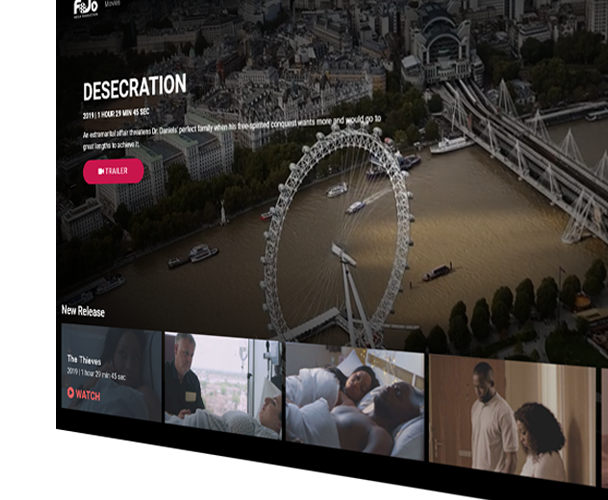 FoJo
Movies
DESECRATION
2019 | 1 HOUR 29 MIN 45 SEC
An extramarital affair threatens Dr. Daniels' perfect family when his free-spirited conquest wants more and would go to
great lengths to achieve it.
TRAILER
New Release
The Thieves
2019 | 1 hour 29 min 45 sec
WATCH